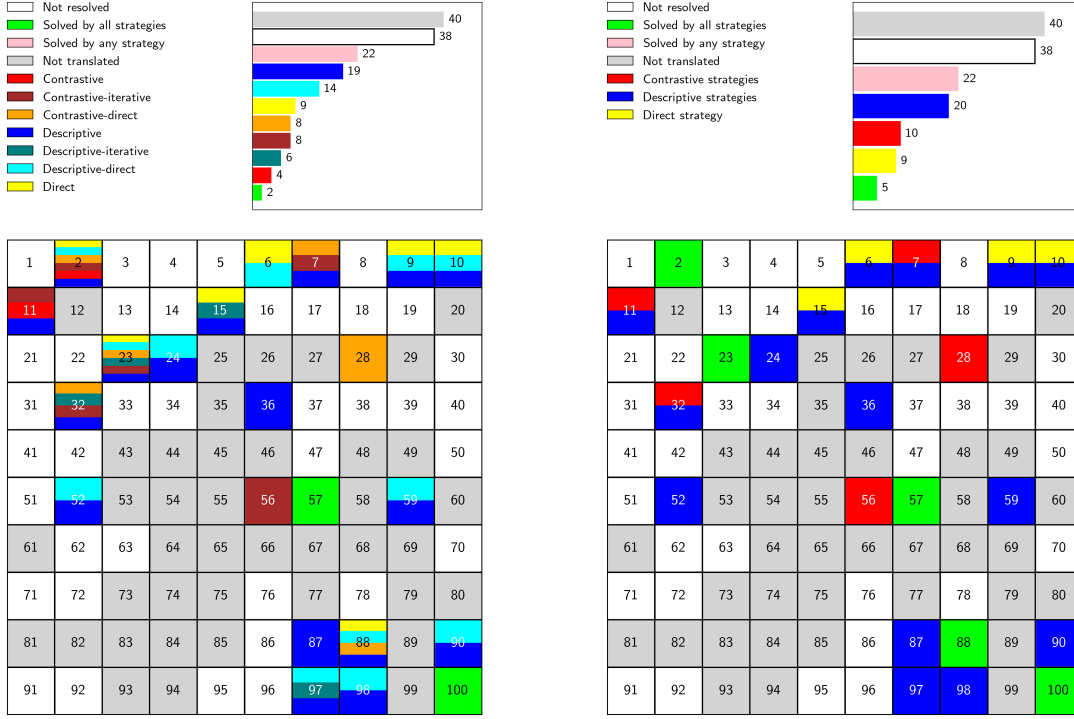 Not resolved
Solved by all strategies
Solved by any strategy
Not translated
Contrastive
Contrastive-iterative
Contrastive-direct
Descriptive
Descriptive-iterative
Descriptive-direct
Direct
40
38
22
19
14
9
8
8
6
4
2
Not resolved
Solved by all strategies
Solved by any strategy
Not translated
Contrastive strategies
Descriptive strategies
Direct strategy
40
38
22
20
10
9
5
1 2 3 4 5 6 7 8 9 10
11 12 13 14 15 16 17 18 19 20
21 22 23 24 25 26 27 28 29 30
31 32 33 34 35 36 37 38 39 40
41 42 43 44 45 46 47 48 49 50
51 52 53 54 55 56 57 58 59 60
61 62 63 64 65 66 67 68 69 70
71 72 73 74 75 76 77 78 79 80
81 82 83 84 85 86 87 88 89 90
91 92 93 94 95 96 97 98 99 100
1 2 3 4 5 6 7 8 9 10
11 12 13 14 15 16 17 18 19 20
21 22 23 24 25 26 27 28 29 30
31 32 33 34 35 36 37 38 39 40
41 42 43 44 45 46 47 48 49 50
51 52 53 54 55 56 57 58 59 60
61 62 63 64 65 66 67 68 69 70
71 72 73 74 75 76 77 78 79 80
81 82 83 84 85 86 87 88 89 90
91 92 93 94 95 96 97 98 99 100